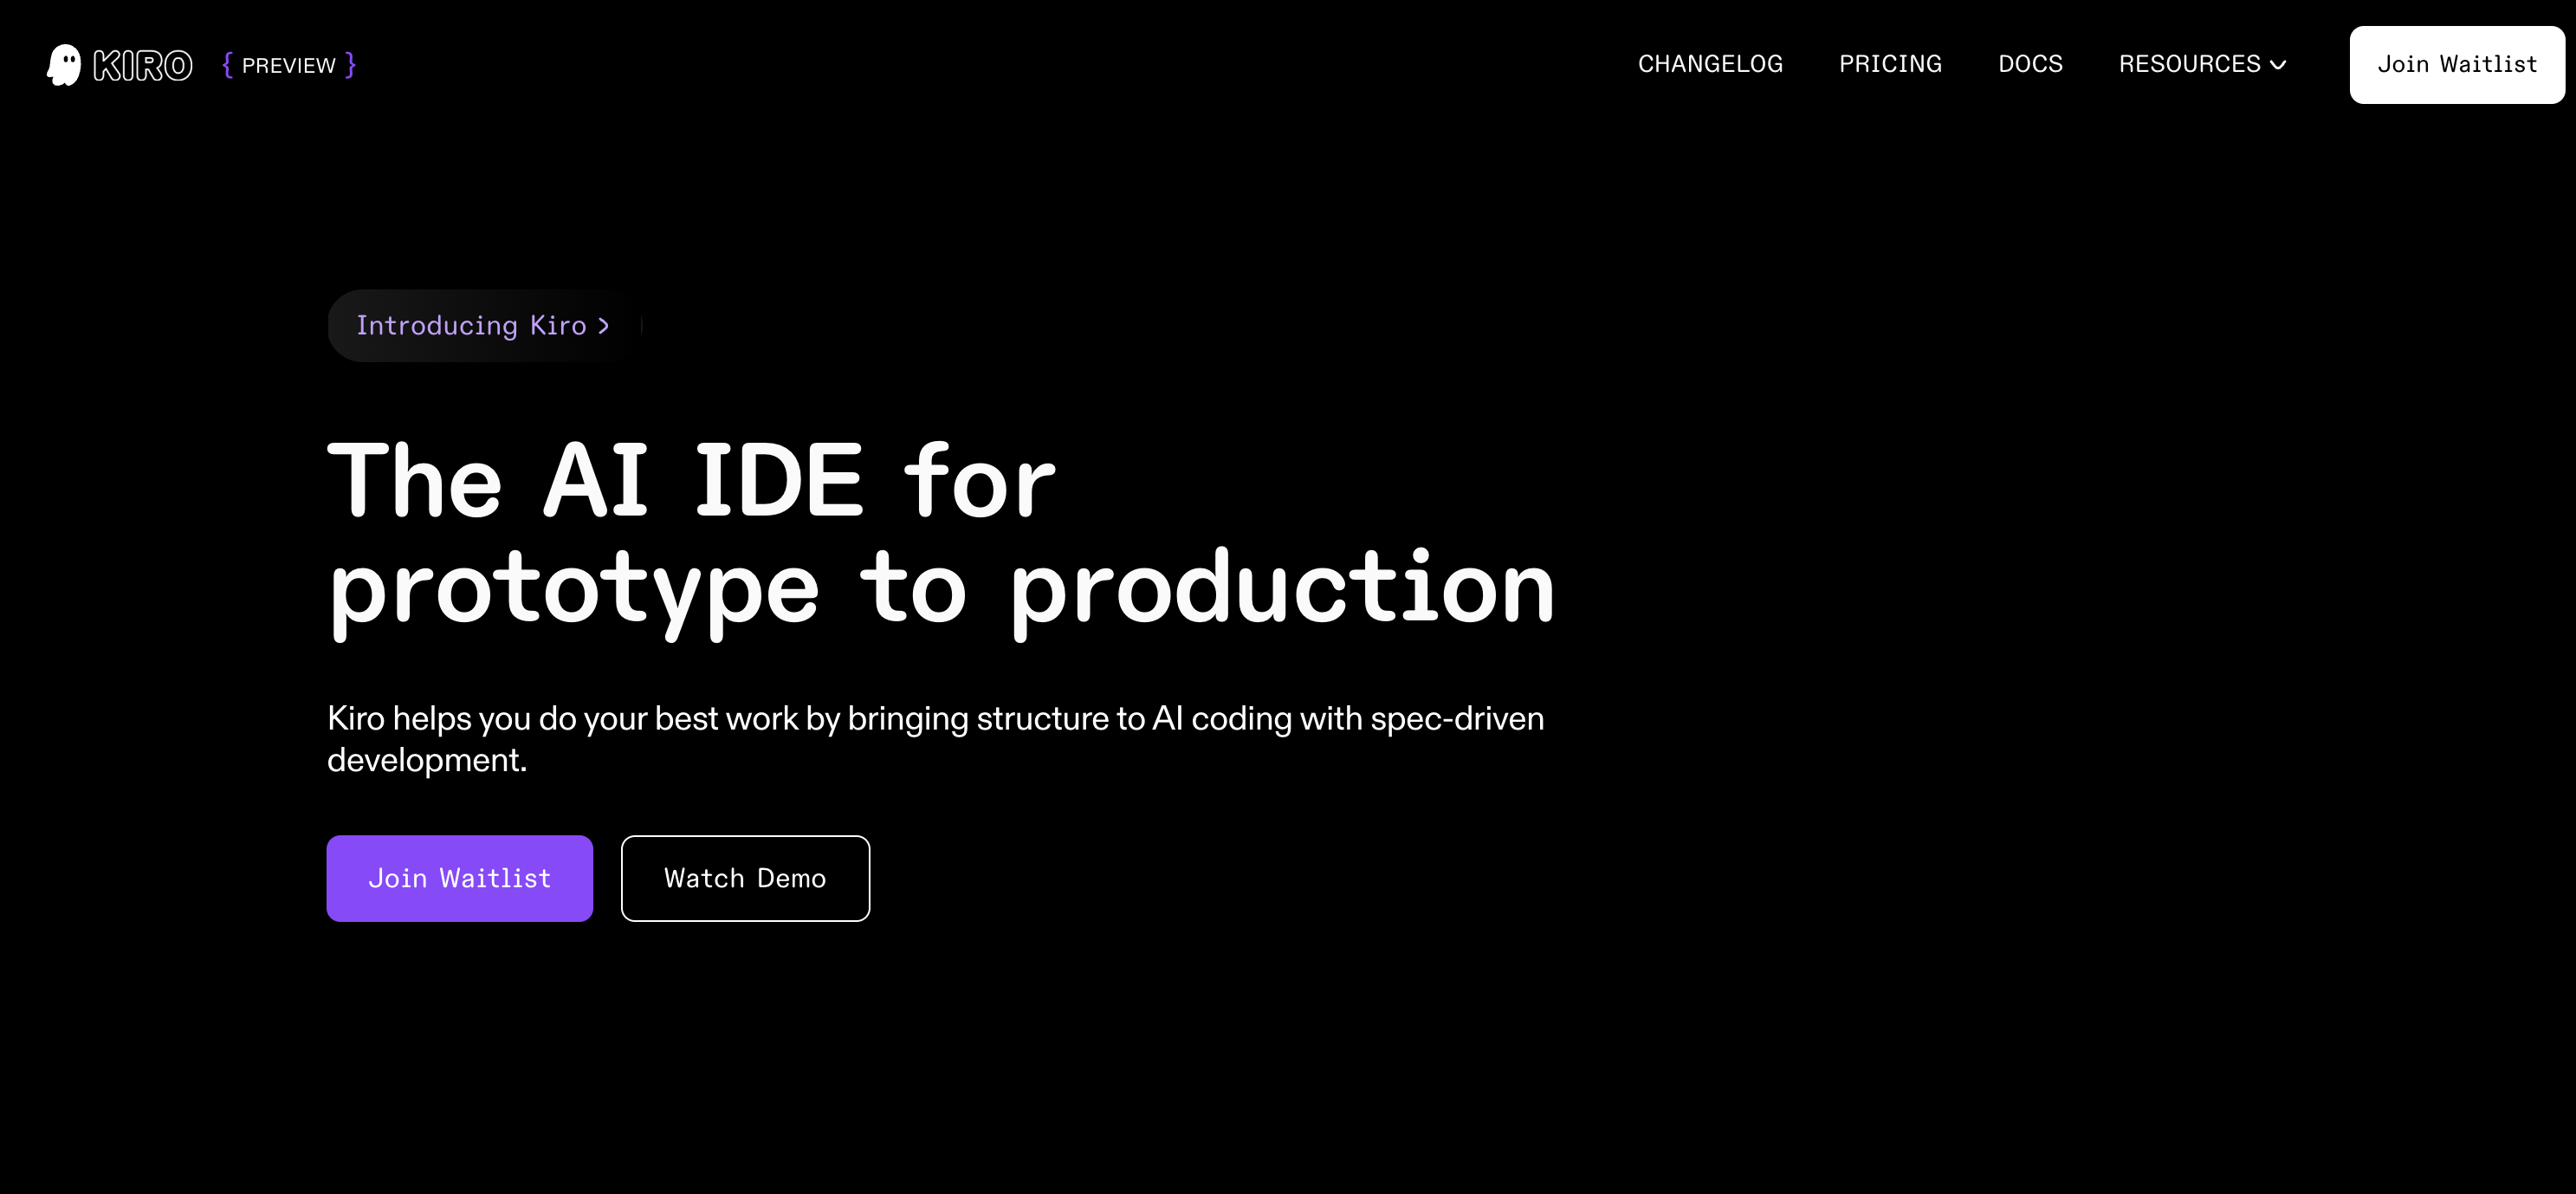 KIRO { PREVIEW } CHANGELOG PRICING DOCS RESOURCES Join Waitlist
Introducing Kiro >
The AI IDE for
prototype to production
Kiro helps you do your best work by bringing structure to AI coding with spec-driven
development.
Join Waitlist Watch Demo